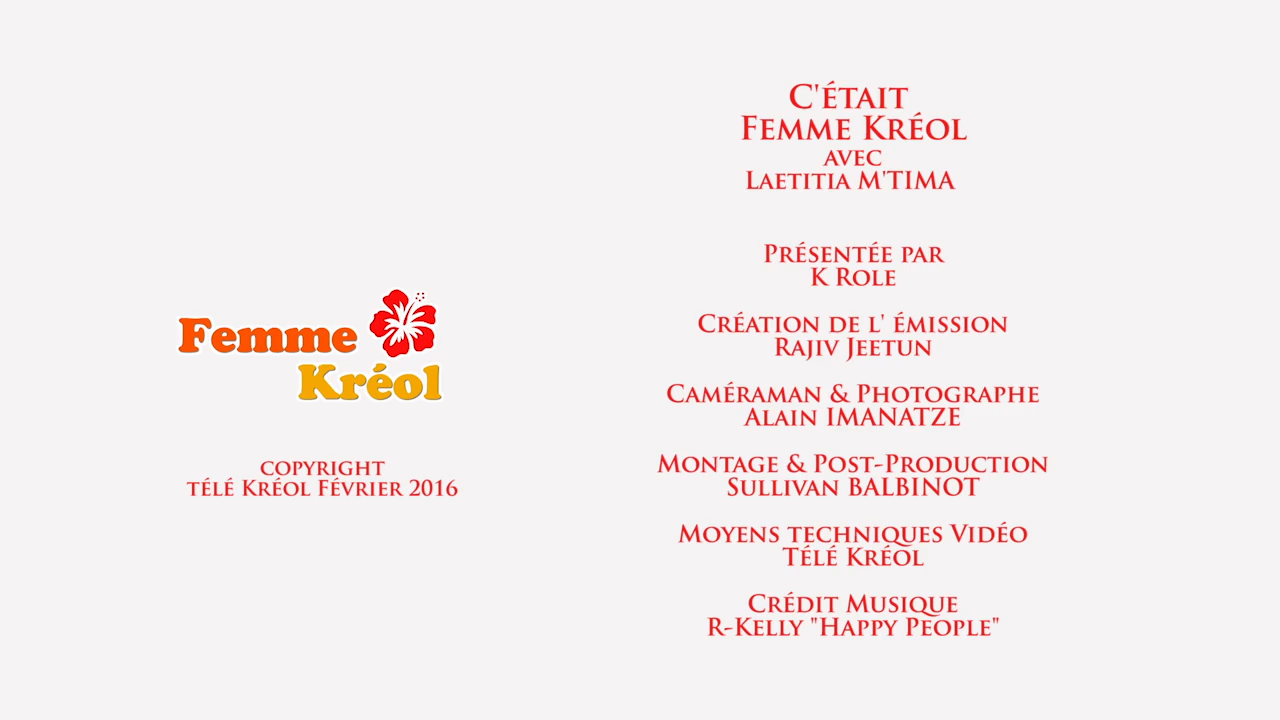 Femme
Kréol
COPYRIGHT
TÉLÉ KRÉOL FÉVRIER 2016
C'ÉTAIT
FEMME KRÉOL
AVEC
LAETITIA M'TIMA
PRÉSENTÉE PAR
K ROLE
CRÉATION DE L' ÉMISSION
RAJIV JEETUN
CAMÉRAMAN & PHOTOGRAPHE
ALAIN IMANATZE
MONTAGE & POST-PRODUCTION
SULLIVAN BALBINOT
MOYENS TECHNIQUES VIDÉO
TÉLÉ KRÉOL
CRÉDIT MUSIQUE
R-KELLY "HAPPY PEOPLE"